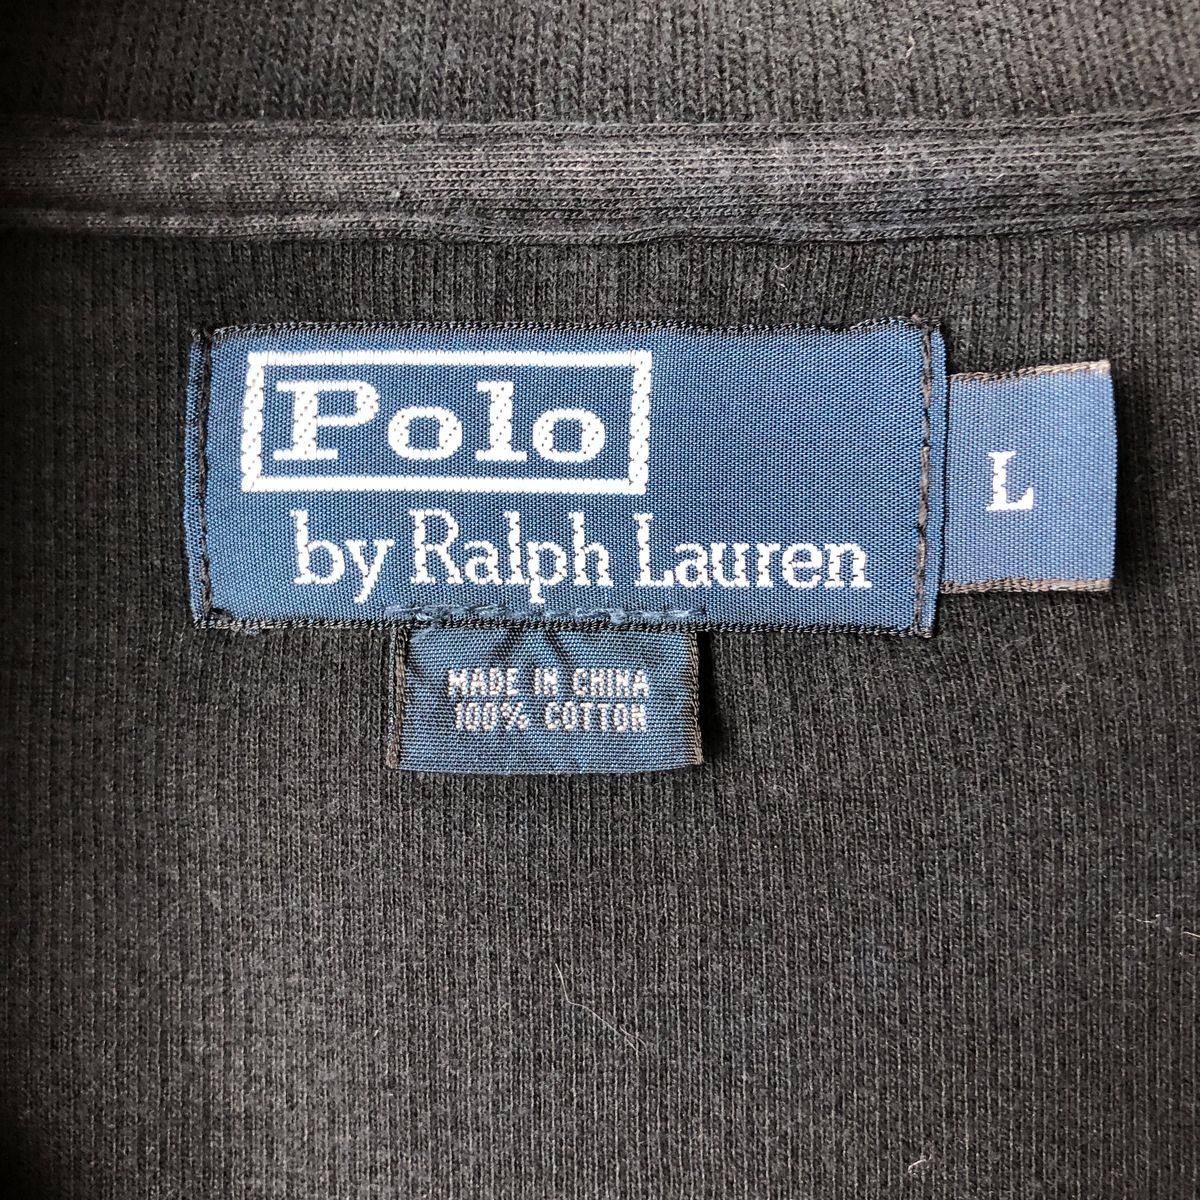 Polo
by Ralph Lauren
L
MADE IN CHINA
100% COTTON